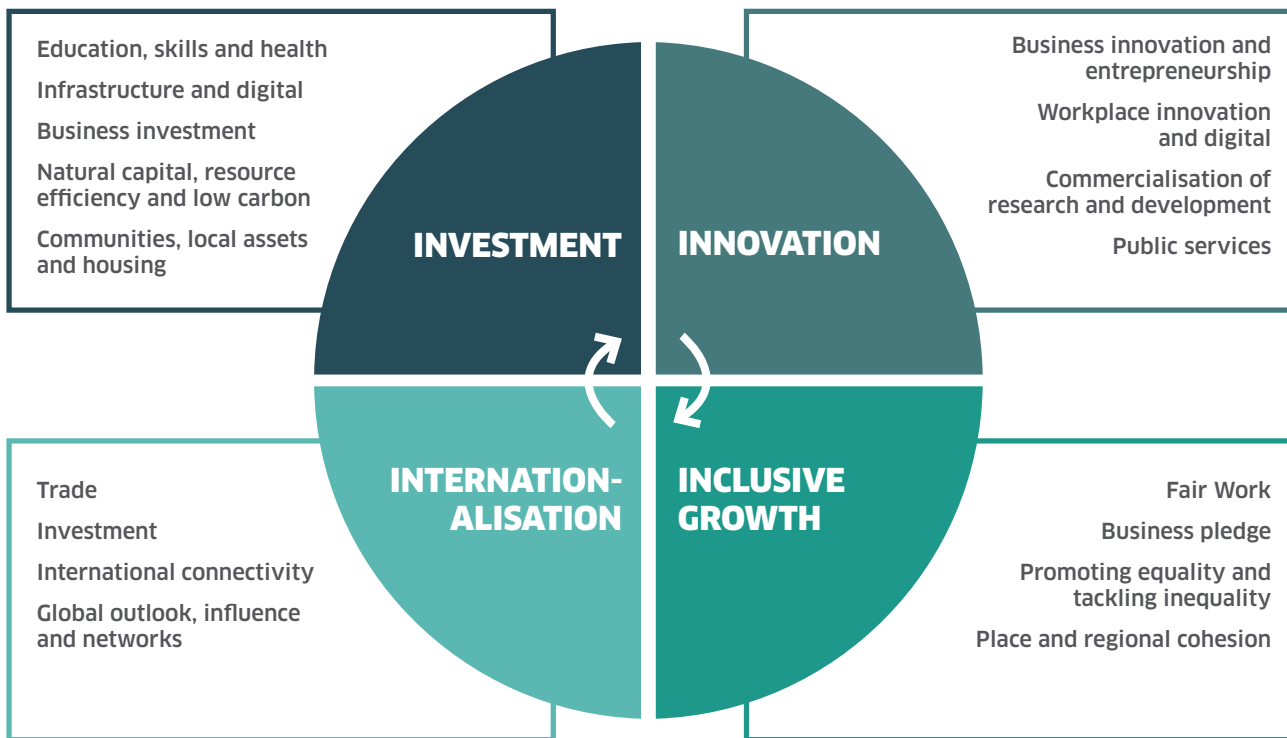 Education, skills and health
Infrastructure and digital
Business investment
Natural capital, resource
efficiency and low carbon
Communities, local assets
and housing
INVESTMENT
Business innovation and
entrepreneurship
Workplace innovation
and digital
Commercialisation of
research and development
Public services
INNOVATION
Trade
Investment
International connectivity
Global outlook, influence
and networks
INTERNATION-
ALISATION
Fair Work
Business pledge
Promoting equality and
tackling inequality
Place and regional cohesion
INCLUSIVE
GROWTH